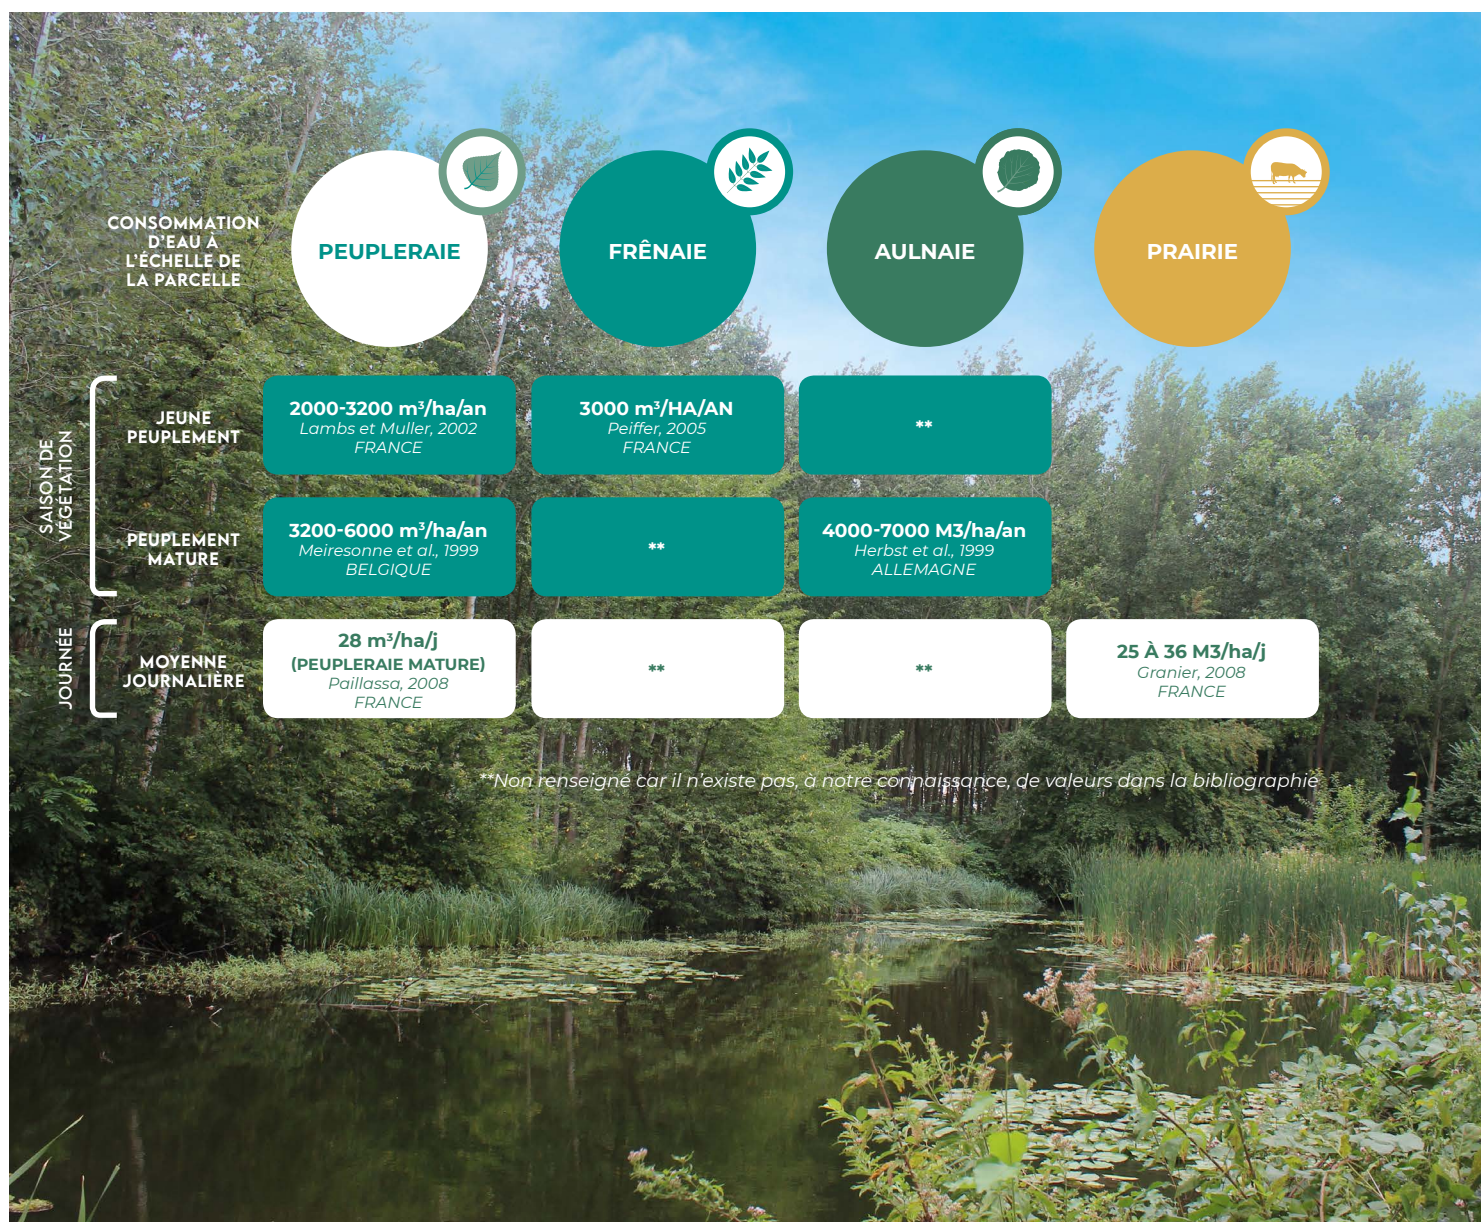 CONSOMMATION
D'EAU À
L'ÉCHELLE DE
LA PARCELLE
PEUPLERAIE
FRÊNAIE
AULNAIE
PRAIRIE
SAISON DE
VÉGÉTATION
JEUNE
PEUPLEMENT
2000-3200 m³/ha/an
Lambs et Muller, 2002
FRANCE
3000 m³/HA/AN
Peiffer, 2005
FRANCE
**
PEUPLEMENT
MATURE
3200-6000 m³/ha/an
Meiresonne et al., 1999
BELGIQUE
**
4000-7000 M3/ha/an
Herbst et al., 1999
ALLEMAGNE
JOURNÉE
MOYENNE
JOURNALIÈRE
28 m³/ha/j
(PEUPLERAIE MATURE)
Paillassa, 2008
FRANCE
**
**
25 À 36 M3/ha/j
Granier, 2008
FRANCE
**Non renseigné car il n'existe pas, à notre connaissance, de valeurs dans la bibliographie